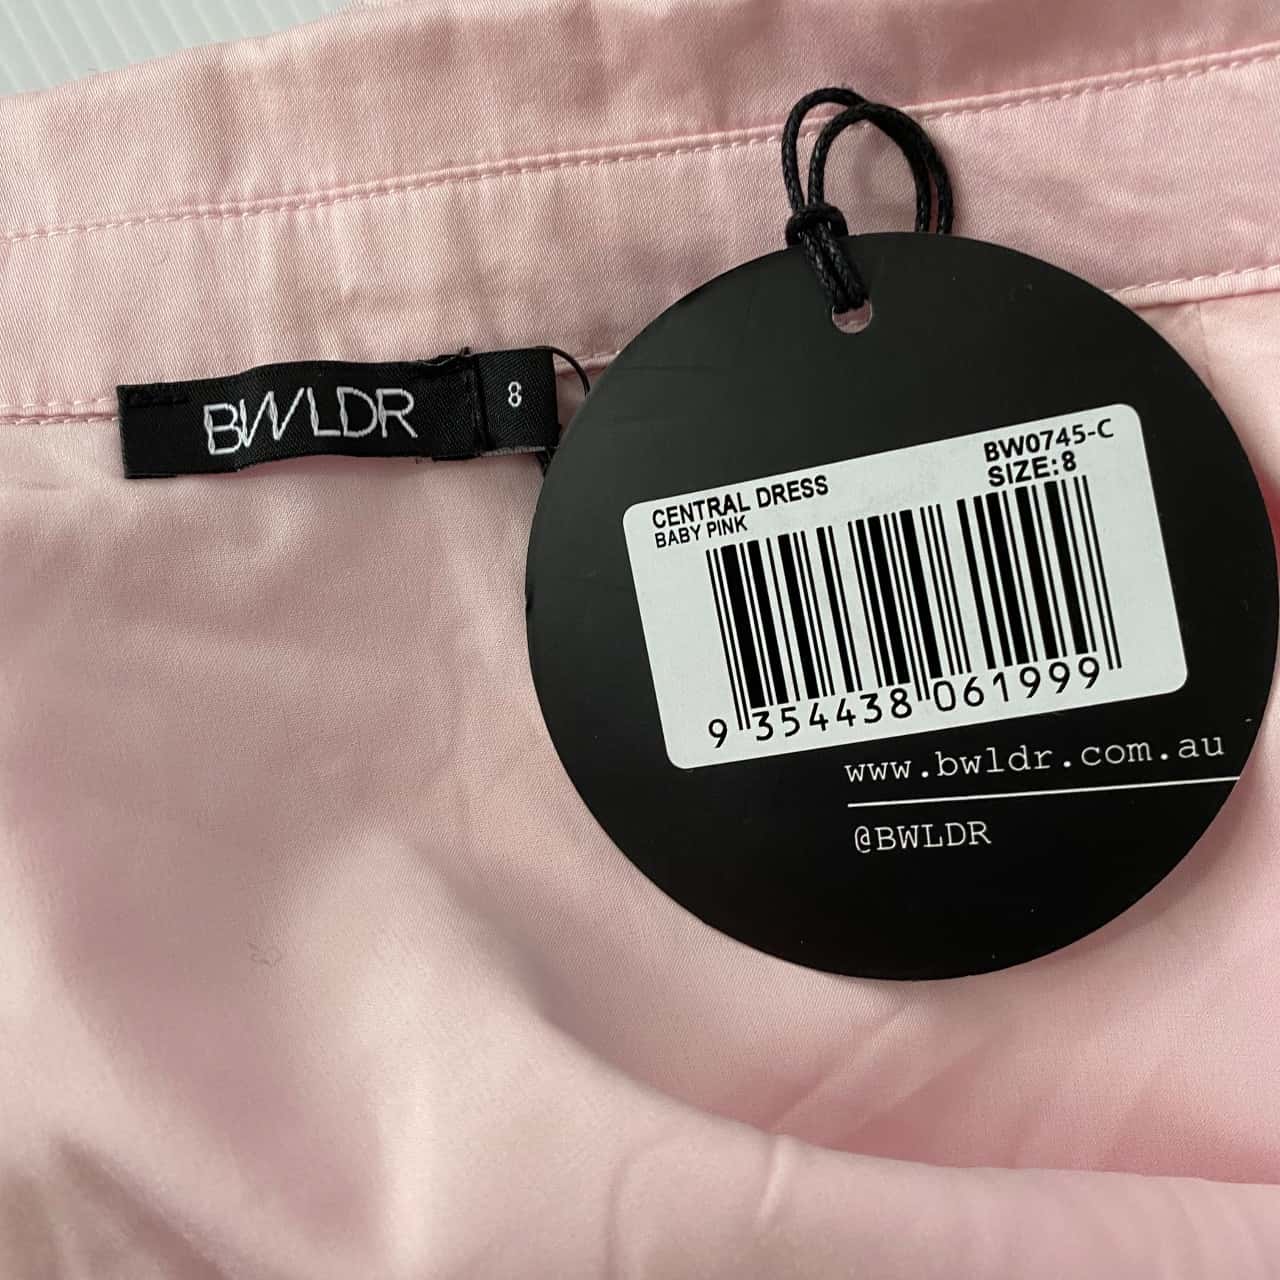 BWLDR
8
BW0745-C
SIZE:8
CENTRAL DRESS
BABY PINK
9 354438 061999
www.bwldr.com.au
@BWLDR